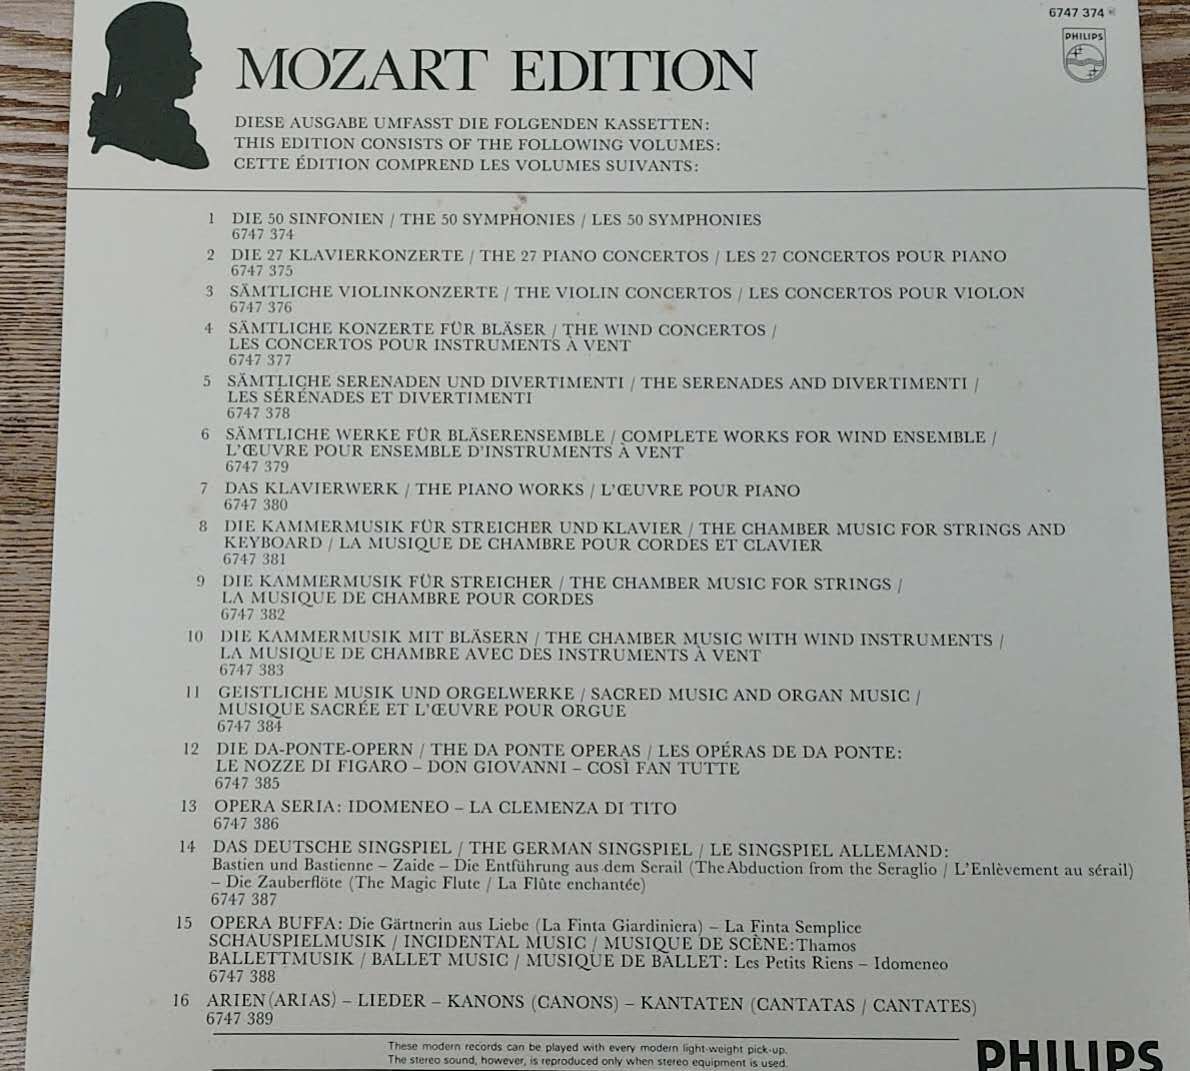 6747 374
PHILIPS
MOZART EDITION
DIESE AUSGABE UMFASST DIE FOLGENDEN KASSETTEN:
THIS EDITION CONSISTS OF THE FOLLOWING VOLUMES:
CETTE ÉDITION COMPREND LES VOLUMES SUIVANTS:
1 DIE 50 SINFONIEN / THE 50 SYMPHONIES / LES 50 SYMPHONIES
6747 374
2 DIE 27 KLAVIERKONZERTE / THE 27 PIANO CONCERTOS / LES 27 CONCERTOS POUR PIANO
6747 375
3 SÄMTLICHE VIOLINKONZERTE / THE VIOLIN CONCERTOS / LES CONCERTOS POUR VIOLON
6747 376
4 SÄMTLICHE KONZERTE FÜR BLÄSER / THE WIND CONCERTOS /
LES CONCERTOS POUR INSTRUMENTS À VENT
6747 377
5 SÄMTLICHE SERENADEN UND DIVERTIMENTI / THE SERENADES AND DIVERTIMENTI /
LES SÉRÉNADES ET DIVERTIMENTI
6747 378
6 SÄMTLICHE WERKE FÜR BLÄSERENSEMBLE / COMPLETE WORKS FOR WIND ENSEMBLE /
L'ŒUVRE POUR ENSEMBLE D'INSTRUMENTS À VENT
6747 379
7 DAS KLAVIERWERK / THE PIANO WORKS / L'ŒUVRE POUR PIANO
6747 380
8 DIE KAMMERMUSIK FÜR STREICHER UND KLAVIER / THE CHAMBER MUSIC FOR STRINGS AND
KEYBOARD / LA MUSIQUE DE CHAMBRE POUR CORDES ET CLAVIER
6747 381
9 DIE KAMMERMUSIK FÜR STREICHER / THE CHAMBER MUSIC FOR STRINGS /
LA MUSIQUE DE CHAMBRE POUR CORDES
6747 382
10 DIE KAMMERMUSIK MIT BLÄSERN / THE CHAMBER MUSIC WITH WIND INSTRUMENTS /
LA MUSIQUE DE CHAMBRE AVEC DES INSTRUMENTS À VENT
6747 383
11 GEISTLICHE MUSIK UND ORGELWERKE / SACRED MUSIC AND ORGAN MUSIC /
MUSIQUE SACRÉE ET L'ŒUVRE POUR ORGUE
6747 384
12 DIE DA-PONTE-OPERN / THE DA PONTE OPERAS / LES OPÉRAS DE DA PONTE:
LE NOZZE DI FIGARO – DON GIOVANNI – COSÌ FAN TUTTE
6747 385
13 OPERA SERIA: IDOMENEO – LA CLEMENZA DI TITO
6747 386
14 DAS DEUTSCHE SINGSPIEL / THE GERMAN SINGSPIEL / LE SINGSPIEL ALLEMAND:
Bastien und Bastienne – Zaide – Die Entführung aus dem Serail (The Abduction from the Seraglio / L'Enlèvement au sérail)
– Die Zauberflöte (The Magic Flute / La Flûte enchantée)
6747 387
15 OPERA BUFFA: Die Gärtnerin aus Liebe (La Finta Giardiniera) – La Finta Semplice
SCHAUSPIELMUSIK / INCIDENTAL MUSIC / MUSIQUE DE SCÈNE: Thamos
BALLETTMUSIK / BALLET MUSIC / MUSIQUE DE BALLET: Les Petits Riens – Idomeneo
6747 388
16 ARIEN (ARIAS) – LIEDER – KANONS (CANONS) – KANTATEN (CANTATAS / CANTATES)
6747 389
These modern records can be played with every modern light-weight pick-up.
The stereo sound, however, is reproduced only when stereo equipment is used.
PHILIPS